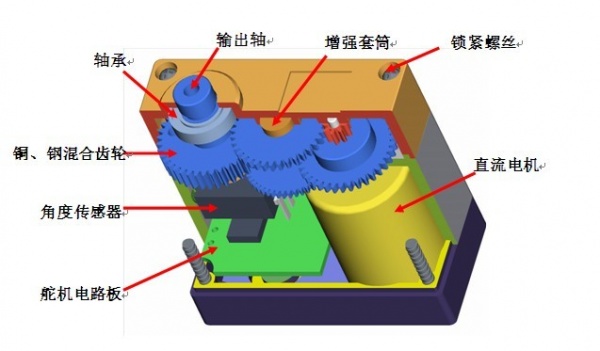 输出轴
增强套筒
锁紧螺丝
轴承
铜、钢混合齿轮
直流电机
角度传感器
舵机电路板